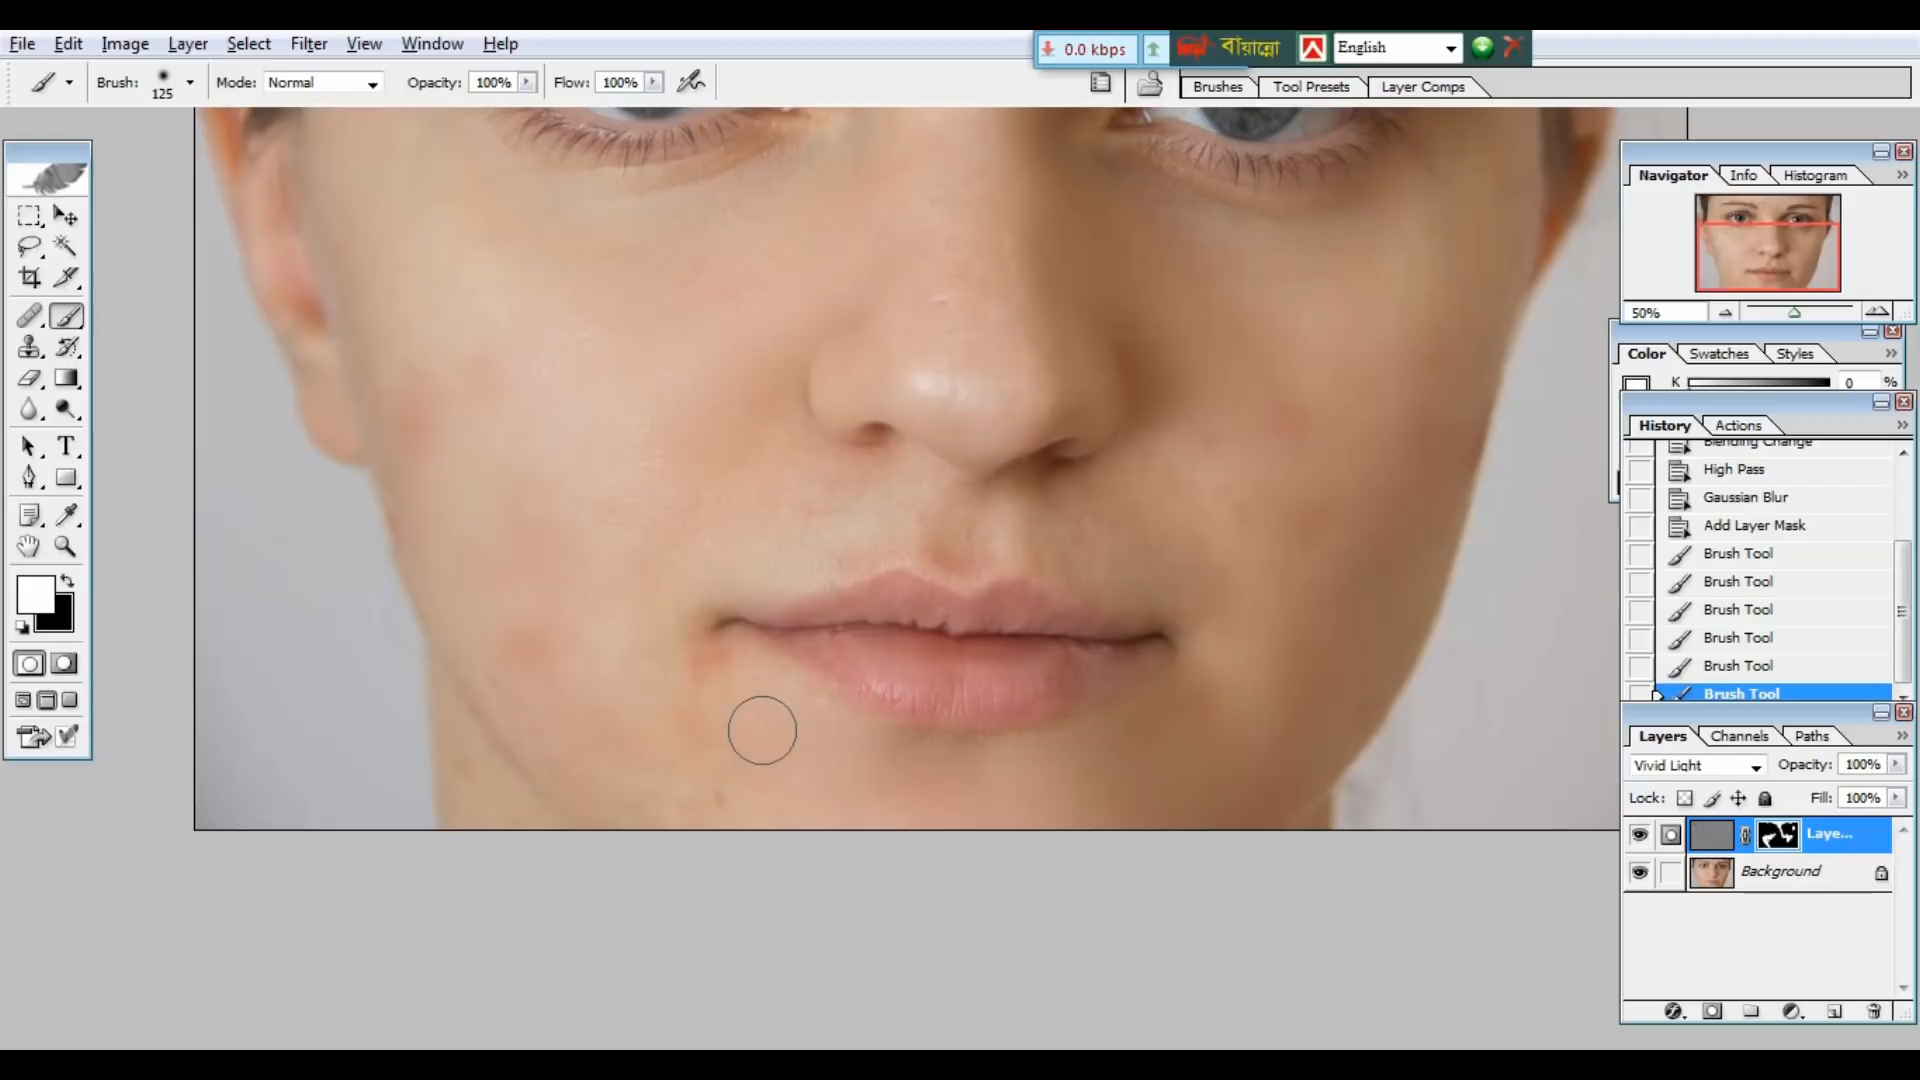 File Edit Image Layer Select Filter View Window Help
0.0 kbps বায়ান্নো English
Brush: 125 Mode: Normal Opacity: 100% Flow: 100% Brushes Tool Presets Layer Comps
Navigator Info Histogram
50%
Color Swatches Styles
K 0 %
History Actions
Blending Change
High Pass
Gaussian Blur
Add Layer Mask
Brush Tool
Brush Tool
Brush Tool
Brush Tool
Brush Tool
Brush Tool
Layers Channels Paths
Vivid Light Opacity: 100%
Lock: Fill: 100%
Laye...
Background